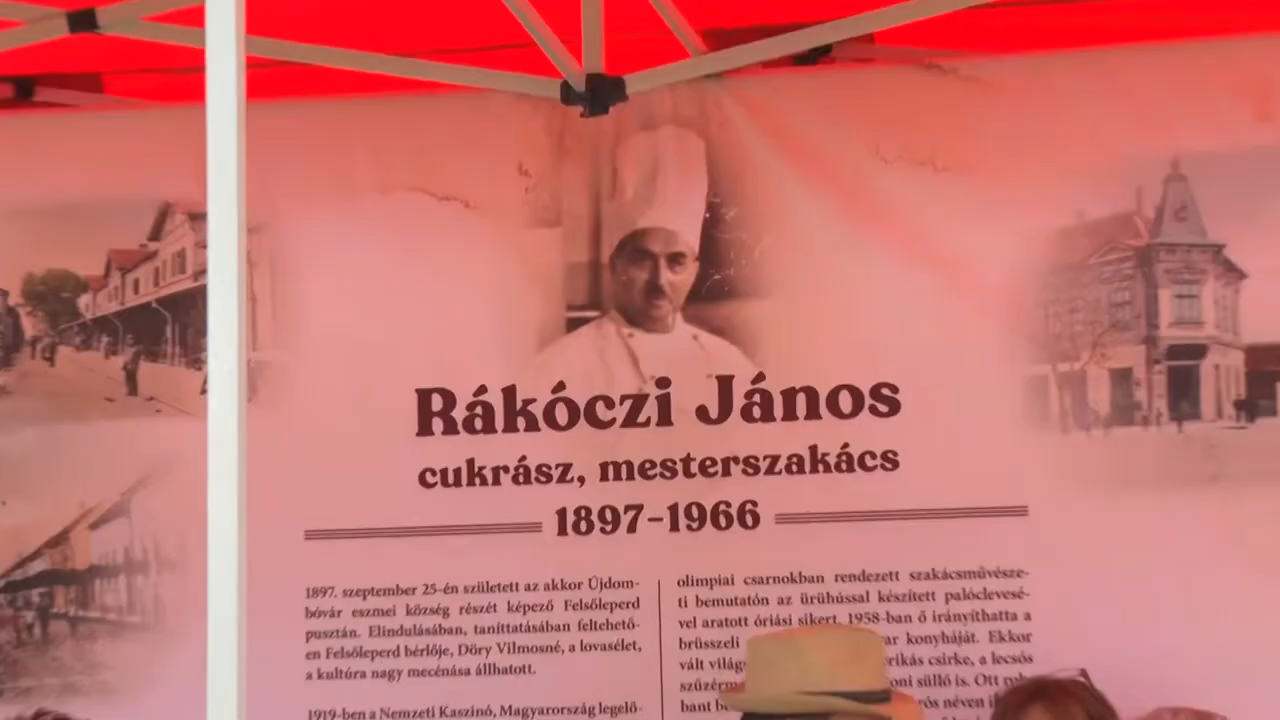 Rákóczi János
cukrász, mesterszakács
1897-1966
1897. szeptember 25-én született az akkor Újdom-
bóvár eszmei község részét képező Felsőleperd
pusztán. Elindulásában, taníttatásában feltehető-
en Felsőleperd bérlője, Döry Vilmosné, a lovasélet,
a kultúra nagy mecénása állhatott.
1919-ben a Nemzeti Kaszinó, Magyarország legelő-
olimpiai csarnokban rendezett szakácsművésze-
ti bemutatón az ürühússal készített palóclevesé-
vel aratott óriási sikert. 1958-ban ő irányíthatta a
brüsszeli konyháját. Ekkor
vált csirke, a lecsós
süllő is. Ott
néven